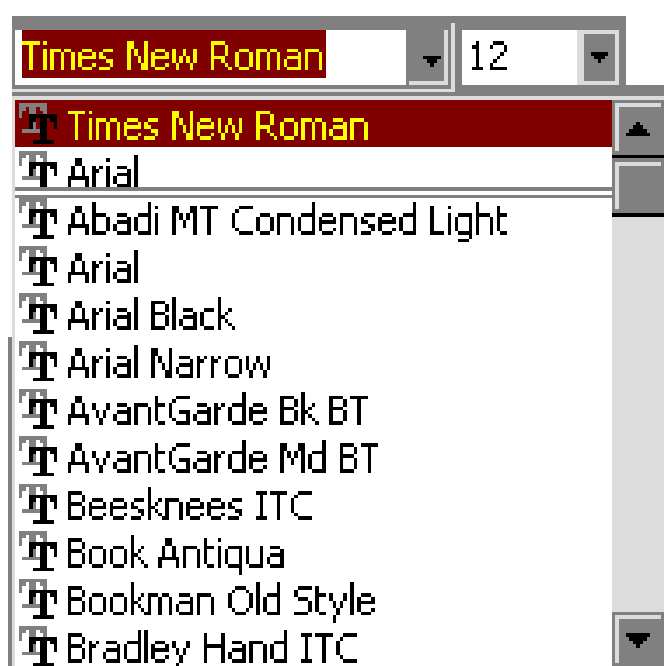 Times New Roman 12
Times New Roman
Arial
Abadi MT Condensed Light
Arial
Arial Black
Arial Narrow
AvantGarde Bk BT
AvantGarde Md BT
Beesknees ITC
Book Antiqua
Bookman Old Style
Bradley Hand ITC